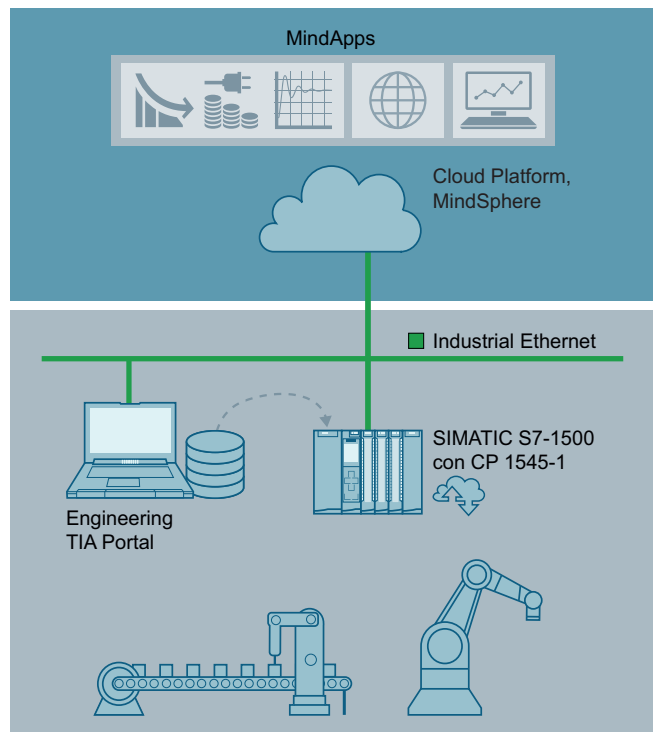 MindApps
Cloud Platform,
MindSphere
Industrial Ethernet
SIMATIC S7-1500
con CP 1545-1
Engineering
TIA Portal